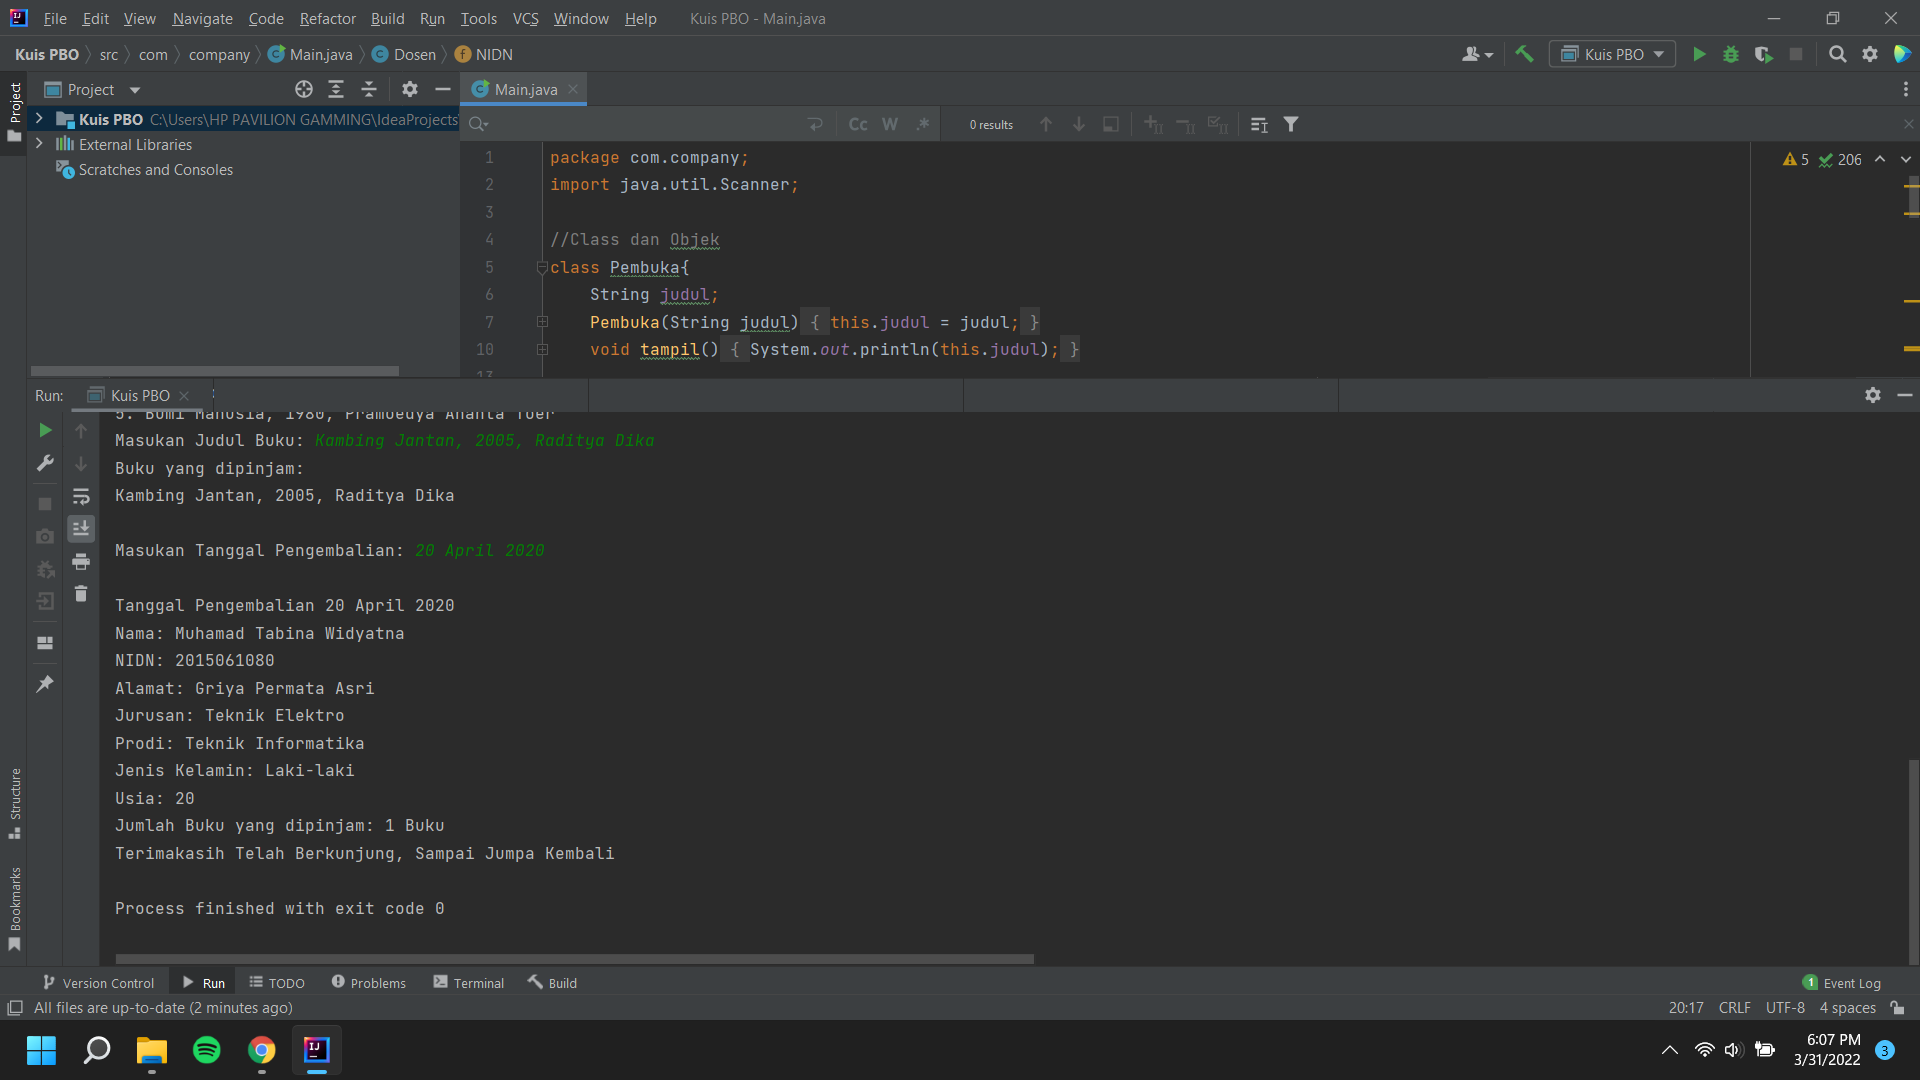 File Edit View Navigate Code Refactor Build Run Tools VCS Window Help Kuis PBO - Main.java
Kuis PBO src com company Main.java Dosen NIDN Kuis PBO
Project
Project Main.java
Kuis PBO C:\Users\HP PAVILION GAMMING\IdeaProjects\
External Libraries
Scratches and Consoles
Cc W .* 0 results
5 206
1 package com.company;
2 import java.util.Scanner;
3
4 //Class dan Objek
5 class Pembuka{
6 String judul;
7 Pembuka(String judul) { this.judul = judul; }
10 void tampil() { System.out.println(this.judul); }
13
Run: Kuis PBO
5. Bumi Manusia, 1980, Pramoedya Ananta Toer
Masukan Judul Buku: Kambing Jantan, 2005, Raditya Dika
Buku yang dipinjam:
Kambing Jantan, 2005, Raditya Dika
Masukan Tanggal Pengembalian: 20 April 2020
Tanggal Pengembalian 20 April 2020
Nama: Muhamad Tabina Widyatna
NIDN: 2015061080
Alamat: Griya Permata Asri
Jurusan: Teknik Elektro
Prodi: Teknik Informatika
Jenis Kelamin: Laki-laki
Usia: 20
Jumlah Buku yang dipinjam: 1 Buku
Terimakasih Telah Berkunjung, Sampai Jumpa Kembali
Process finished with exit code 0
Structure
Bookmarks
Version Control Run TODO Problems Terminal Build 1 Event Log
All files are up-to-date (2 minutes ago) 20:17 CRLF UTF-8 4 spaces
6:07 PM
3/31/2022 3